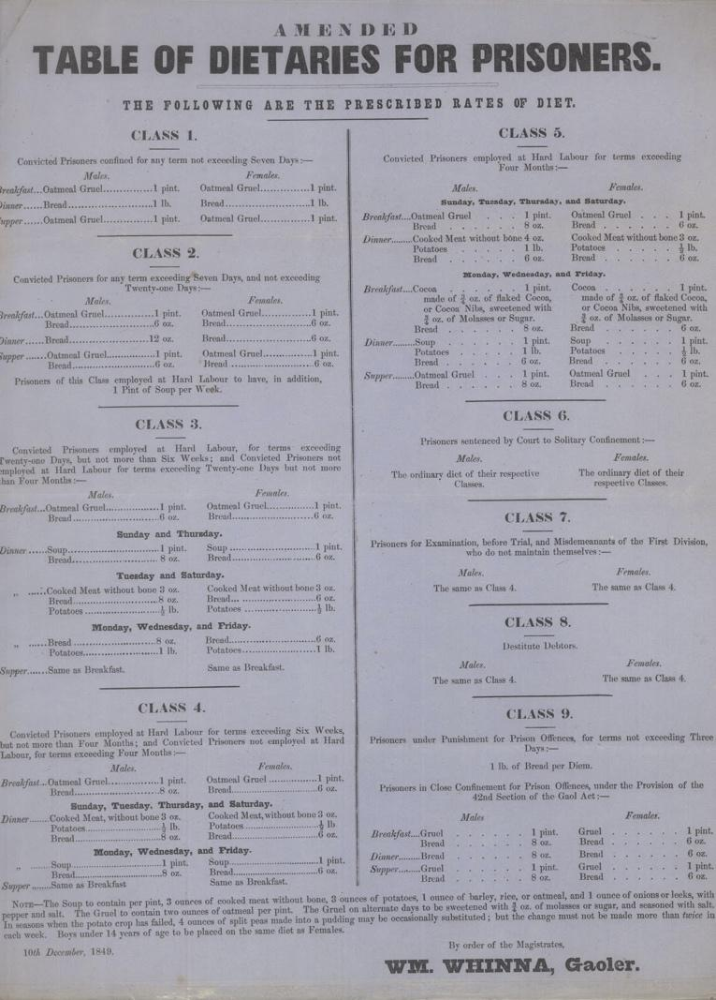 AMENDED
TABLE OF DIETARIES FOR PRISONERS.
THE FOLLOWING ARE THE PRESCRIBED RATES OF DIET.
CLASS 1.
Convicted Prisoners confined for any term not exceeding Seven Days:—
Males. Females.
Breakfast...Oatmeal Gruel............1 pint. Oatmeal Gruel............1 pint.
Dinner......Bread....................1 lb. Bread....................1 lb.
Supper......Oatmeal Gruel............1 pint. Oatmeal Gruel............1 pint.
CLASS 2.
Convicted Prisoners for any term exceeding Seven Days, and not exceeding
Twenty-one Days:—
Males. Females.
Breakfast...Oatmeal Gruel............1 pint. Oatmeal Gruel............1 pint.
Bread....................6 oz. Bread....................6 oz.
Dinner......Bread....................12 oz. Bread....................6 oz.
Supper......Oatmeal Gruel............1 pint. Oatmeal Gruel............1 pint.
Bread....................6 oz. Bread....................6 oz.
Prisoners of this Class employed at Hard Labour to have, in addition,
1 Pint of Soup per Week.
CLASS 3.
Convicted Prisoners employed at Hard Labour, for terms exceeding
Twenty-one Days, but not more than Six Weeks; and Convicted Prisoners not
employed at Hard Labour for terms exceeding Twenty-one Days but not more
than Four Months:—
Males. Females.
Breakfast...Oatmeal Gruel............1 pint. Oatmeal Gruel............1 pint.
Bread....................6 oz. Bread....................6 oz.
Sunday and Thursday.
Dinner......Soup.....................1 pint. Soup.....................1 pint.
Bread....................8 oz. Bread....................6 oz.
Tuesday and Saturday.
„ ......Cooked Meat without bone 3 oz. Cooked Meat without bone 3 oz.
Bread....................8 oz. Bread....................6 oz.
Potatoes.................½ lb. Potatoes.................½ lb.
Monday, Wednesday, and Friday.
„ ......Bread....................8 oz. Bread....................6 oz.
Potatoes.................1 lb. Potatoes.................1 lb.
Supper.......Same as Breakfast. Same as Breakfast.
CLASS 4.
Convicted Prisoners employed at Hard Labour for terms exceeding Six Weeks,
but not more than Four Months; and Convicted Prisoners not employed at Hard
Labour, for terms exceeding Four Months:—
Males. Females.
Breakfast...Oatmeal Gruel............1 pint. Oatmeal Gruel............1 pint.
Bread....................8 oz. Bread....................6 oz.
Sunday, Tuesday, Thursday, and Saturday.
Dinner......Cooked Meat, without bone 3 oz. Cooked Meat, without bone 3 oz.
Potatoes.................½ lb. Potatoes.................½ lb
Bread....................8 oz. Bread....................6 oz.
Monday, Wednesday, and Friday.
„ ......Soup.....................1 pint. Soup.....................1 pint.
Bread....................8 oz. Bread....................6 oz.
Supper.......Same as Breakfast Same as Breakfast.
CLASS 5.
Convicted Prisoners employed at Hard Labour for terms exceeding
Four Months:—
Males. Females.
Sunday, Tuesday, Thursday, and Saturday.
Breakfast....Oatmeal Gruel . . . 1 pint. Oatmeal Gruel . . . 1 pint.
Bread . . . . . . 8 oz. Bread . . . . . . 6 oz.
Dinner........Cooked Meat without bone 4 oz. Cooked Meat without bone 3 oz.
Potatoes . . . . . 1 lb. Potatoes . . . . . ½ lb.
Bread . . . . . . 6 oz. Bread . . . . . . 6 oz.
Monday, Wednesday, and Friday.
Breakfast....Cocoa . . . . . . 1 pint. Cocoa . . . . . . 1 pint.
made of ¾ oz. of flaked Cocoa, made of ¾ oz. of flaked Cocoa,
or Cocoa Nibs, sweetened with or Cocoa Nibs, sweetened with
¾ oz. of Molasses or Sugar. ¾ oz. of Molasses or Sugar.
Bread . . . . . . 8 oz. Bread . . . . . . 6 oz.
Dinner........Soup . . . . . . 1 pint. Soup . . . . . . 1 pint.
Potatoes . . . . . 1 lb. Potatoes . . . . . ½ lb.
Bread . . . . . . 6 oz. Bread . . . . . . 6 oz.
Supper........Oatmeal Gruel . . . 1 pint. Oatmeal Gruel . . . 1 pint.
Bread . . . . . . 8 oz. Bread . . . . . . 6 oz.
CLASS 6.
Prisoners sentenced by Court to Solitary Confinement:—
Males. Females.
The ordinary diet of their respective The ordinary diet of their
Classes. respective Classes.
CLASS 7.
Prisoners for Examination, before Trial, and Misdemeanants of the First Division,
who do not maintain themselves:—
Males. Females.
The same as Class 4. The same as Class 4.
CLASS 8.
Destitute Debtors.
Males. Females.
The same as Class 4. The same as Class 4.
CLASS 9.
Prisoners under Punishment for Prison Offences, for terms not exceeding Three
Days:—
1 lb. of Bread per Diem.
Prisoners in Close Confinement for Prison Offences, under the Provision of the
42nd Section of the Gaol Act:—
Males Females.
Breakfast....Gruel . . . . . . 1 pint. Gruel . . . . . . 1 pint.
Bread . . . . . . 8 oz. Bread . . . . . . 6 oz.
Dinner........Bread . . . . . . 8 oz. Bread . . . . . . 6 oz.
Supper........Gruel . . . . . . 1 pint. Gruel . . . . . . 1 pint.
Bread . . . . . . 8 oz. Bread . . . . . . 6 oz.
NOTE—The Soup to contain per pint, 3 ounces of cooked meat without bone, 3 ounces of potatoes, 1 ounce of barley, rice, or oatmeal, and 1 ounce of onions or leeks, with
pepper and salt. The Gruel to contain two ounces of oatmeal per pint. The Gruel on alternate days to be sweetened with ¾ oz. of molasses or sugar, and seasoned with salt.
In seasons when the potato crop has failed, 4 ounces of split peas made into a pudding may be occasionally substituted; but the change must not be made more than twice in
each week. Boys under 14 years of age to be placed on the same diet as Females.
10th December, 1849.
By order of the Magistrates,
WM. WHINNA, Gaoler.